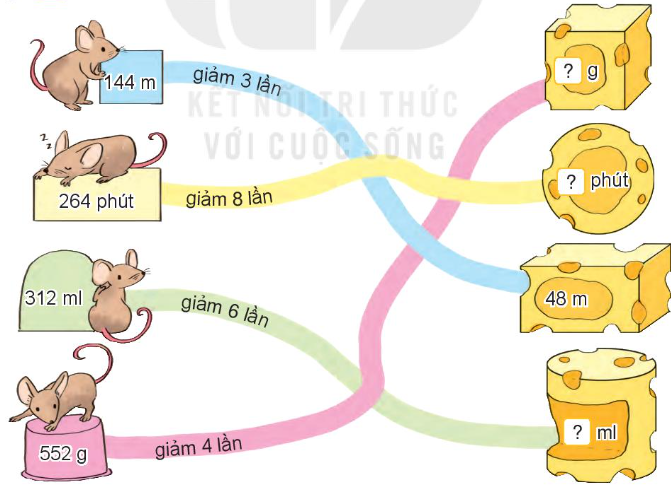 144 m
giảm 3 lần
? g
KẾT NỐI TRI THỨC
VỚI CUỘC SỐNG
z z
264 phút
giảm 8 lần
? phút
312 ml
giảm 6 lần
48 m
552 g
giảm 4 lần
? ml